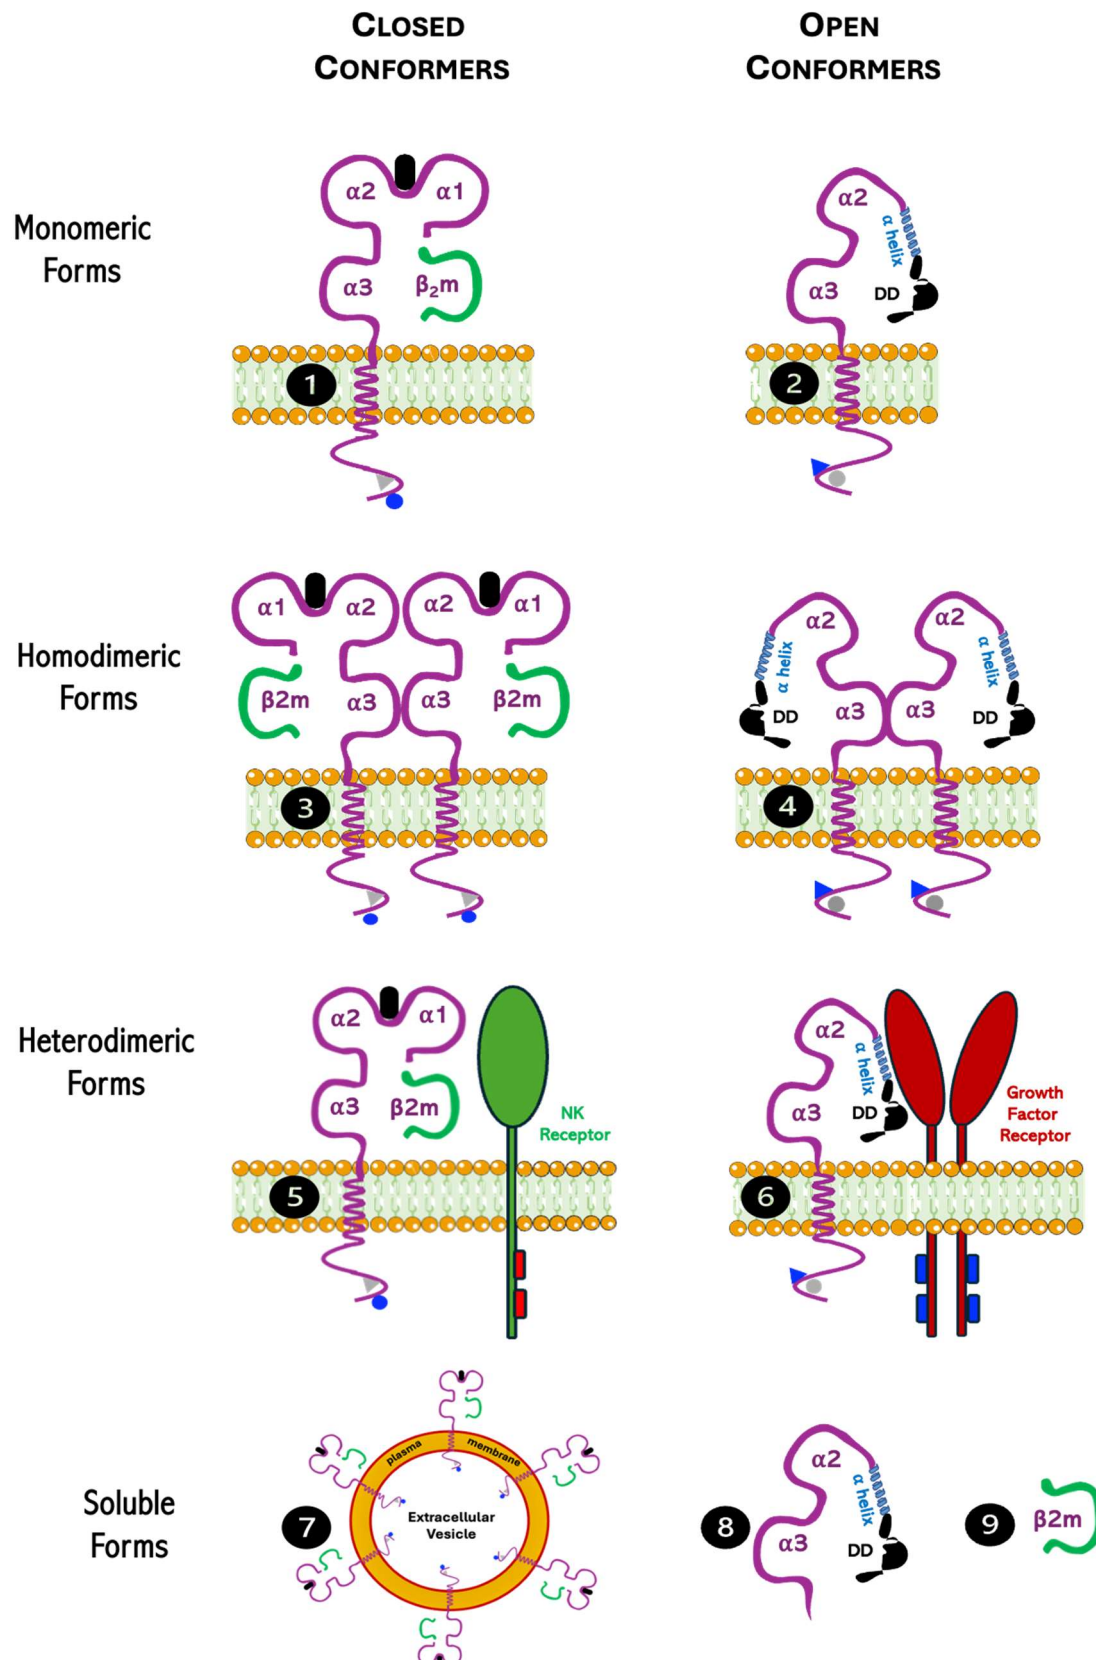 CLOSED
CONFORMERS
OPEN
CONFORMERS
Monomeric
Forms
α2
α1
α3
β₂m
1
α2
α helix
α3
DD
2
Homodimeric
Forms
α1
α2
α2
α1
β2m
α3
α3
β2m
3
α2
α2
α helix
α helix
DD
α3
α3
DD
4
Heterodimeric
Forms
α2
α1
α3
β2m
NK
Receptor
5
α2
α helix
α3
DD
Growth
Factor
Receptor
6
Soluble
Forms
plasma membrane
Extracellular
Vesicle
7
α2
α helix
α3
DD
8
9
β2m